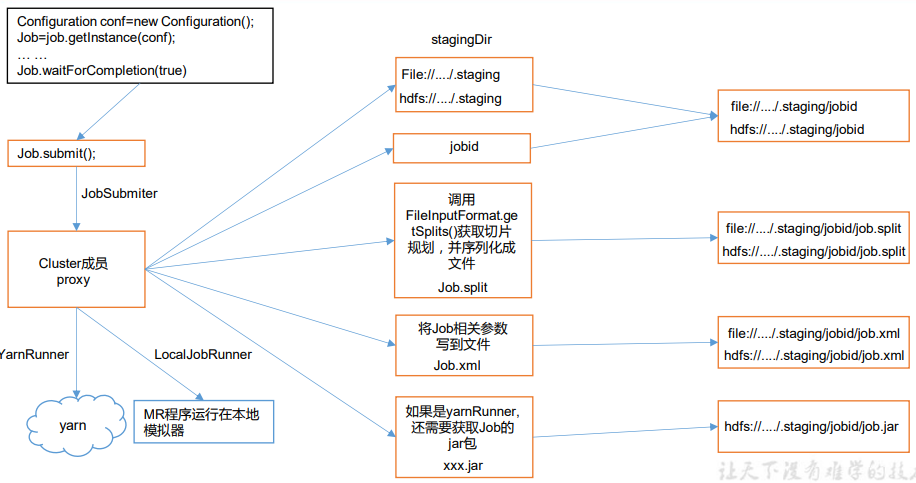 Configuration conf=new Configuration();
Job=job.getInstance(conf);
... ...
Job.waitForCompletion(true)
Job.submit();
JobSubmiter
Cluster成员
proxy
YarnRunner
LocalJobRunner
yarn
MR程序运行在本地
模拟器
stagingDir
File://..../.staging
hdfs://..../.staging
jobid
调用
FileInputFormat.ge
tSplits()获取切片
规划，并序列化成
文件
Job.split
将Job相关参数
写到文件
Job.xml
如果是yarnRunner,
还需要获取Job的
jar包
xxx.jar
file://..../.staging/jobid
hdfs://..../.staging/jobid
file://..../.staging/jobid/job.split
hdfs://..../.staging/jobid/job.split
file://..../.staging/jobid/job.xml
hdfs://..../.staging/jobid/job.xml
hdfs://..../.staging/jobid/job.jar
让天下没有难学的技